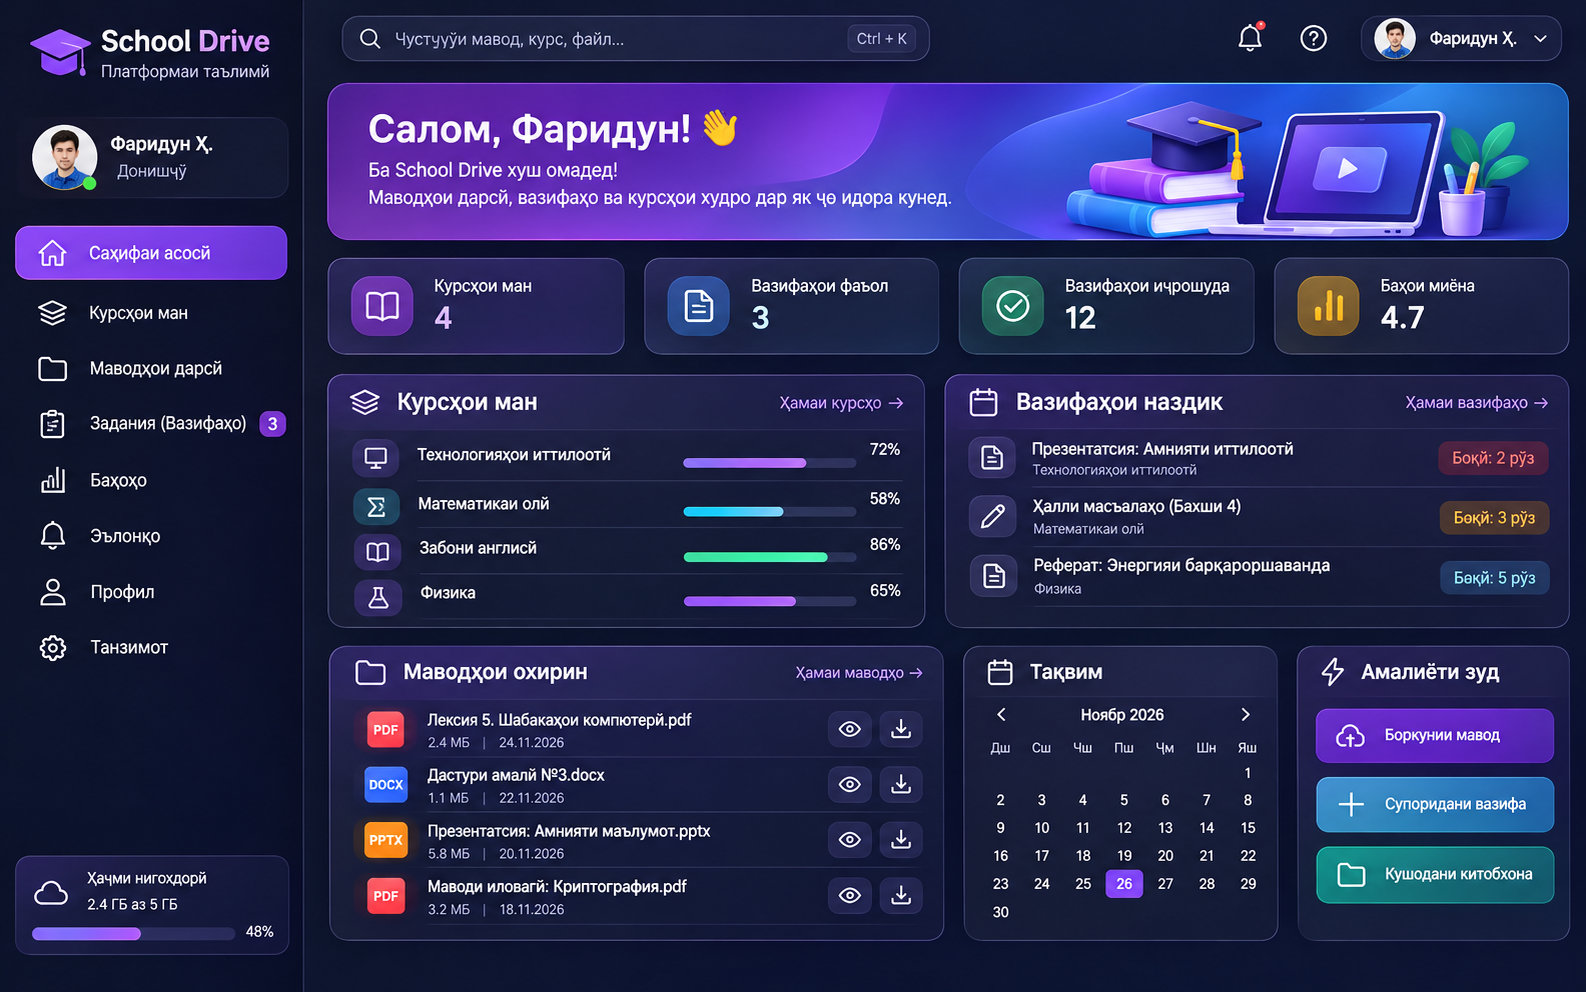 School Drive
Платформаи таълимӣ
Фаридун Ҳ.
Донишҷӯ
Саҳифаи асосӣ
Курсҳои ман
Маводҳои дарсӣ
Задания (Вазифаҳо) 3
Баҳоҳо
Эълонҳо
Профил
Танзимот
Ҳаҷми нигоҳдорӣ
2.4 ГБ аз 5 ГБ
48%
Ctrl + K
Фаридун Ҳ.
Салом, Фаридун! 👋
Ба School Drive хуш омадед!
Маводҳои дарсӣ, вазифаҳо ва курсҳои худро дар як ҷо идора кунед.
Курсҳои ман
4
Вазифаҳои фаъол
3
Вазифаҳои иҷрошуда
12
Баҳои миёна
4.7
Курсҳои ман
Ҳамаи курсҳо →
Технологияҳои иттилоотӣ 72%
Математикаи олӣ 58%
Забони англисӣ 86%
Физика 65%
Вазифаҳои наздик
Ҳамаи вазифаҳо →
Презентатсия: Амнияти иттилоотӣ
Технологияҳои иттилоотӣ
Боқӣ: 2 рӯз
Ҳалли масъалаҳо (Бахши 4)
Математикаи олӣ
Боқӣ: 3 рӯз
Реферат: Энергияи барқароршаванда
Физика
Боқӣ: 5 рӯз
Маводҳои охирин
Ҳамаи маводҳо →
PDF
Лексия 5. Шабакаҳои компютерӣ.pdf
2.4 МБ | 24.11.2026
DOCX
Дастури амалӣ №3.docx
1.1 МБ | 22.11.2026
PPTX
Презентатсия: Амнияти маълумот.pptx
5.8 МБ | 20.11.2026
PDF
Маводи иловагӣ: Криптография.pdf
3.2 МБ | 18.11.2026
Тақвим
Ноябр 2026
Дш Сш Чш Пш Ҷм Шн Яш
1
2 3 4 5 6 7 8
9 10 11 12 13 14 15
16 17 18 19 20 21 22
23 24 25 26 27 28 29
30
Амалиёти зуд
Боркунии мавод
Супоридани вазифа
Кушодани китобхона